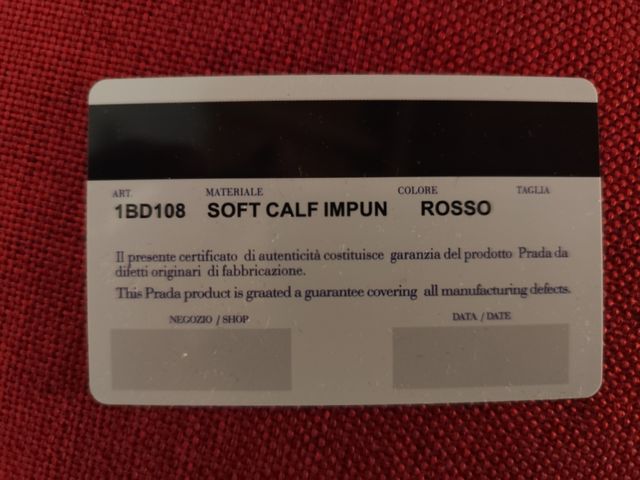 ART. MATERIALE COLORE TAGLIA
1BD108 SOFT CALF IMPUN ROSSO
Il presente certificato di autenticità costituisce garanzia del prodotto Prada da
difetti originari di fabbricazione.
This Prada product is graated a guarantee covering all manufacturing defects.
NEGOZIO / SHOP DATA / DATE